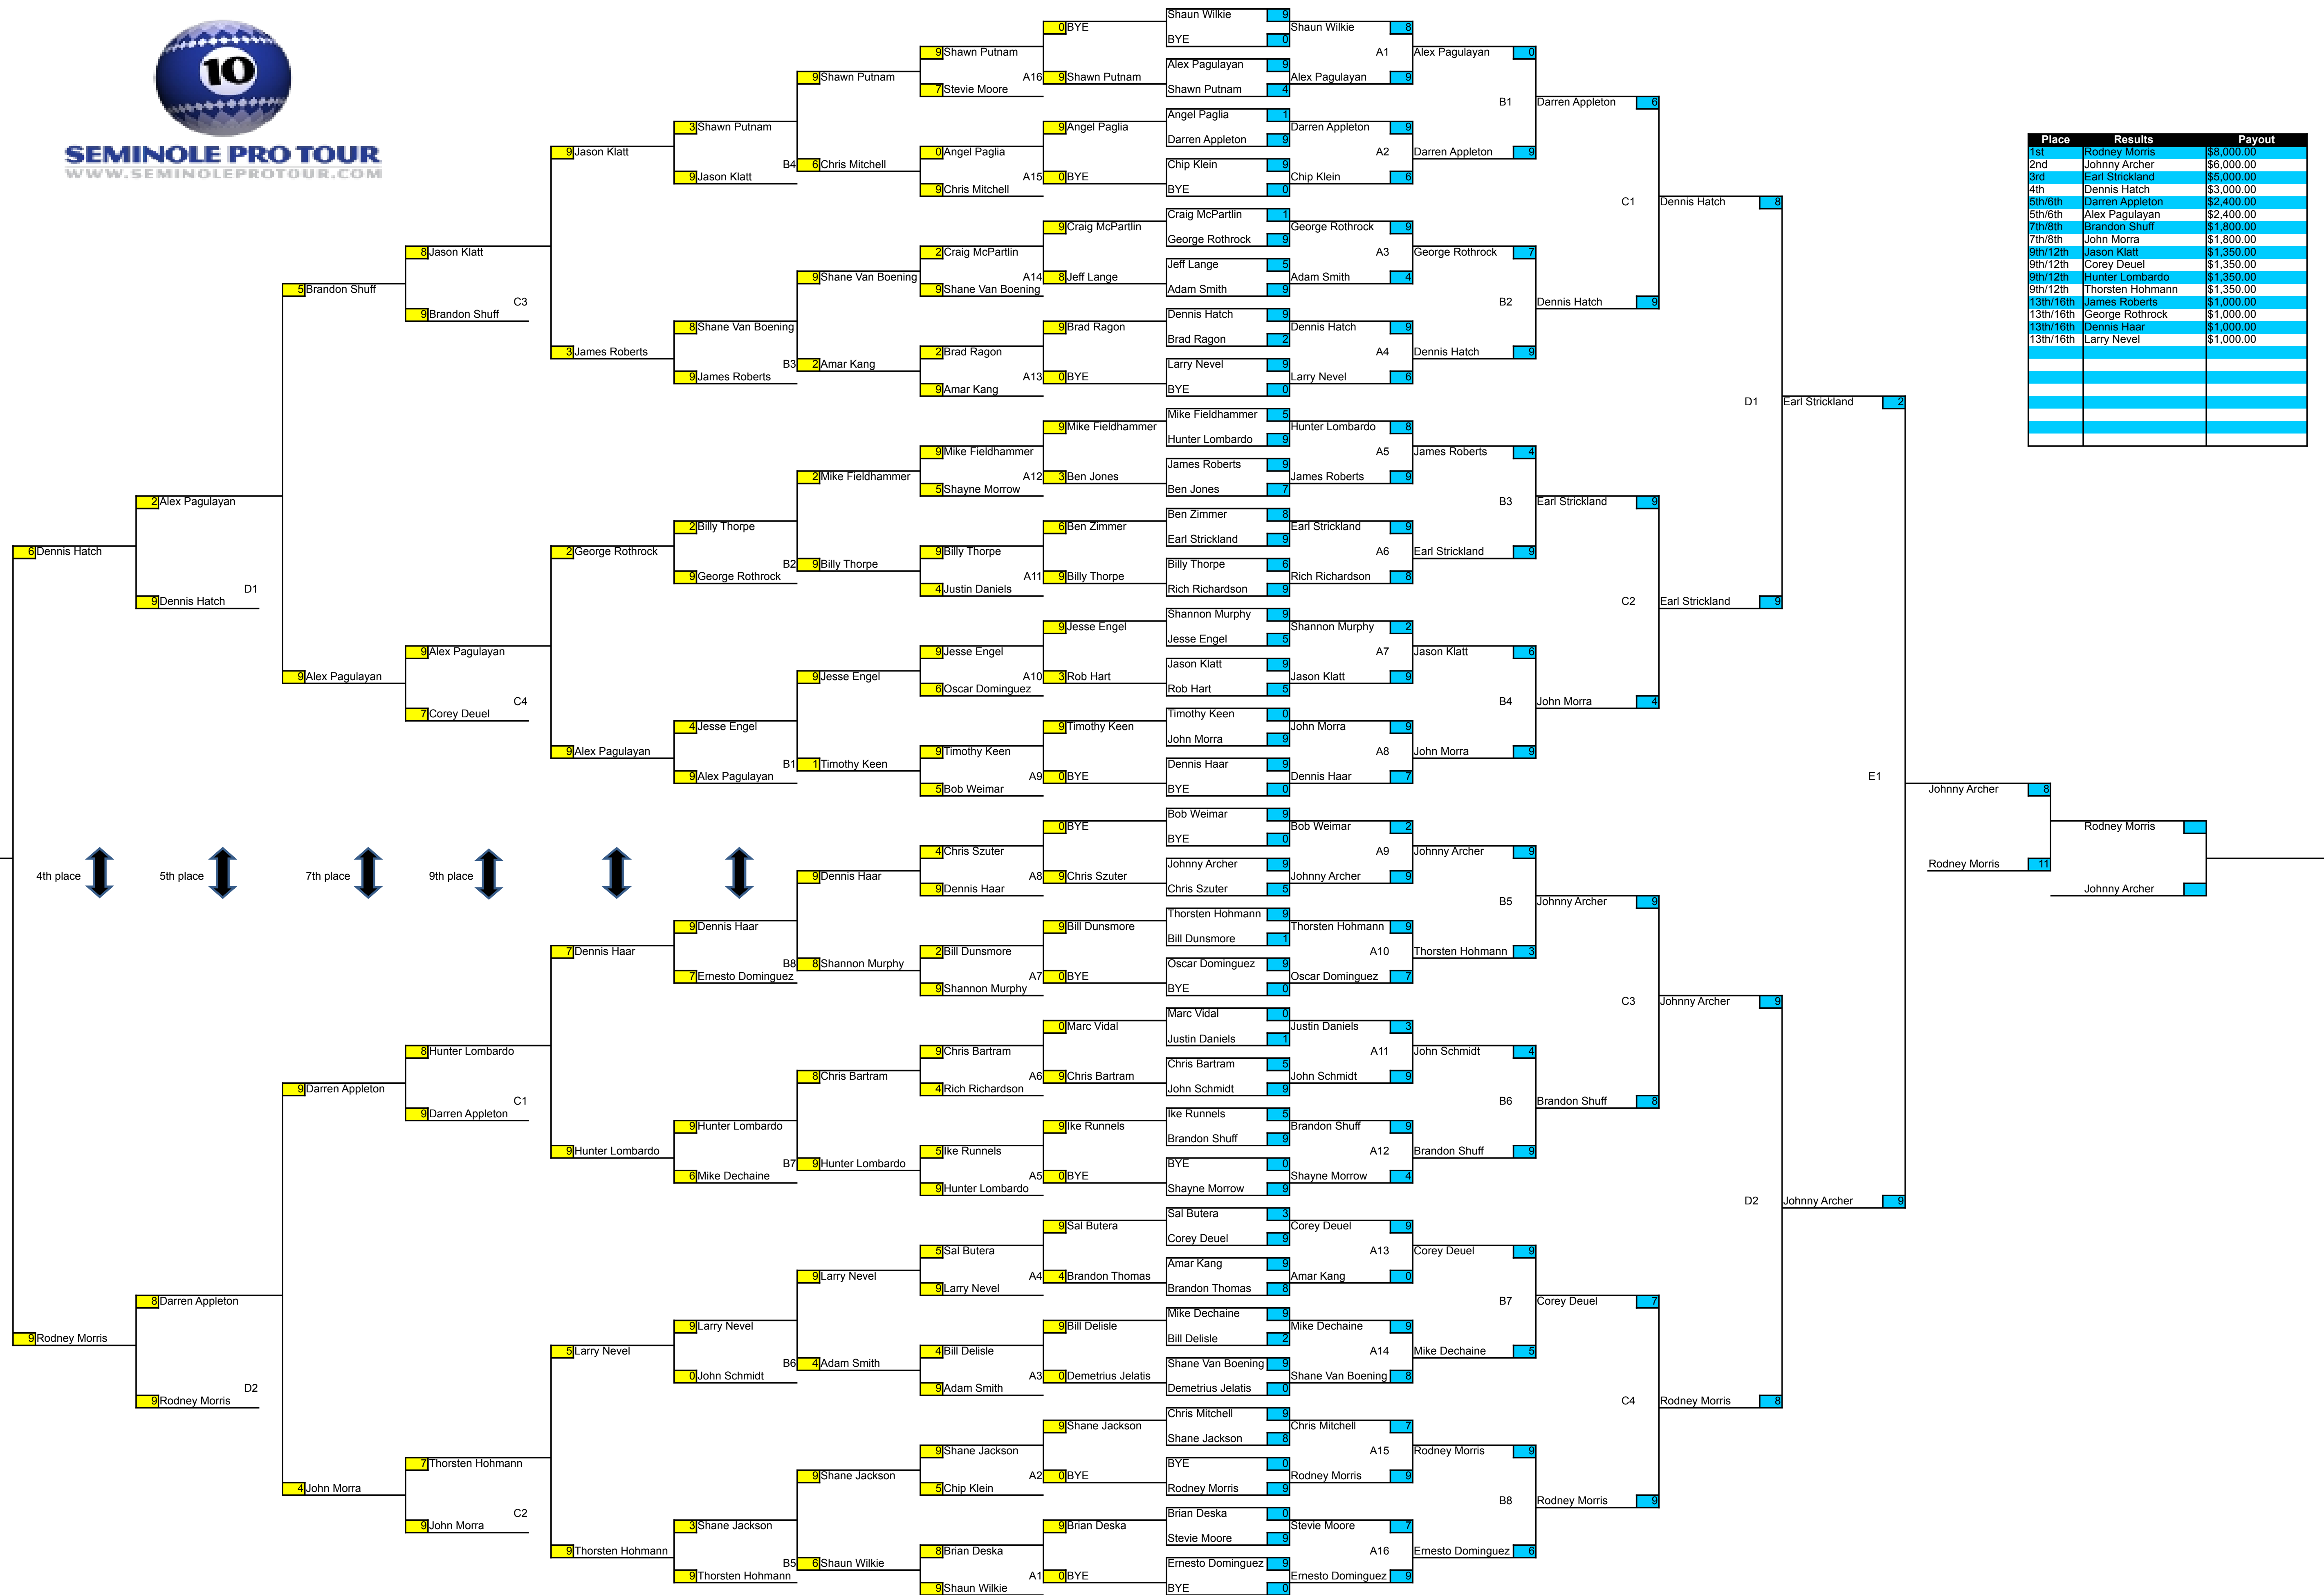 10
SEMINOLE PRO TOUR
WWW.SEMINOLEPROTOUR.COM
Shaun Wilkie 9
BYE 0
Alex Pagulayan 9
Shawn Putnam 4
Angel Paglia 1
Darren Appleton 9
Chip Klein 9
BYE 0
Craig McPartlin 1
George Rothrock 9
Jeff Lange 5
Adam Smith 9
Dennis Hatch 9
Brad Ragon 2
Larry Nevel 9
BYE 0
Mike Fieldhammer 5
Hunter Lombardo 9
James Roberts 9
Ben Jones 7
Ben Zimmer 8
Earl Strickland 9
Billy Thorpe 6
Rich Richardson 9
Shannon Murphy 9
Jesse Engel 5
Jason Klatt 9
Rob Hart 5
Timothy Keen 0
John Morra 9
Dennis Haar 9
BYE 0
Bob Weimar 9
BYE 0
Johnny Archer 9
Chris Szuter 5
Thorsten Hohmann 9
Bill Dunsmore 1
Oscar Dominguez 9
BYE 0
Marc Vidal 0
Justin Daniels 1
Chris Bartram 5
John Schmidt 9
Ike Runnels 5
Brandon Shuff 9
BYE 0
Shayne Morrow 9
Sal Butera 3
Corey Deuel 9
Amar Kang 9
Brandon Thomas 8
Mike Dechaine 9
Bill Delisle 2
Shane Van Boening 9
Demetrius Jelatis 0
Chris Mitchell 9
Shane Jackson 8
BYE 0
Rodney Morris 9
Brian Deska 0
Stevie Moore 9
Ernesto Dominguez 9
BYE 0
Shaun Wilkie 8
A1
Alex Pagulayan 9
Darren Appleton 9
A2
Chip Klein 6
George Rothrock 9
A3
Adam Smith 4
Dennis Hatch 9
A4
Larry Nevel 6
Hunter Lombardo 8
A5
James Roberts 9
Earl Strickland 9
A6
Rich Richardson 8
Shannon Murphy 2
A7
Jason Klatt 9
John Morra 9
A8
Dennis Haar 7
Bob Weimar 2
A9
Johnny Archer 9
Thorsten Hohmann 9
A10
Oscar Dominguez 7
Justin Daniels 3
A11
John Schmidt 9
Brandon Shuff 9
A12
Shayne Morrow 4
Corey Deuel 9
A13
Amar Kang 0
Mike Dechaine 9
A14
Shane Van Boening 8
Chris Mitchell 7
A15
Rodney Morris 9
Stevie Moore 7
A16
Ernesto Dominguez 9
Alex Pagulayan 0
B1
Darren Appleton 9
George Rothrock 7
B2
Dennis Hatch 9
James Roberts 4
B3
Earl Strickland 9
Jason Klatt 6
B4
John Morra 9
Johnny Archer 9
B5
Thorsten Hohmann 3
John Schmidt 4
B6
Brandon Shuff 9
Corey Deuel 9
B7
Mike Dechaine 5
Rodney Morris 9
B8
Ernesto Dominguez 6
Darren Appleton 6
C1
Dennis Hatch 9
Earl Strickland 9
C2
John Morra 4
Johnny Archer 9
C3
Brandon Shuff 8
Corey Deuel 7
C4
Rodney Morris 9
Dennis Hatch 8
D1
Earl Strickland 9
Johnny Archer 9
D2
Rodney Morris 8
Earl Strickland 2
E1
Johnny Archer 9
Johnny Archer 8
Rodney Morris 11
Rodney Morris
Johnny Archer
0 BYE
9 Shawn Putnam
9 Angel Paglia
0 BYE
9 Craig McPartlin
8 Jeff Lange
9 Brad Ragon
0 BYE
9 Mike Fieldhammer
3 Ben Jones
6 Ben Zimmer
9 Billy Thorpe
9 Jesse Engel
3 Rob Hart
9 Timothy Keen
0 BYE
0 BYE
9 Chris Szuter
9 Bill Dunsmore
0 BYE
0 Marc Vidal
9 Chris Bartram
9 Ike Runnels
0 BYE
9 Sal Butera
4 Brandon Thomas
9 Bill Delisle
0 Demetrius Jelatis
9 Shane Jackson
0 BYE
9 Brian Deska
0 BYE
9 Shawn Putnam
A16
7 Stevie Moore
0 Angel Paglia
A15
9 Chris Mitchell
2 Craig McPartlin
A14
9 Shane Van Boening
2 Brad Ragon
A13
9 Amar Kang
9 Mike Fieldhammer
A12
5 Shayne Morrow
9 Billy Thorpe
A11
4 Justin Daniels
9 Jesse Engel
A10
6 Oscar Dominguez
9 Timothy Keen
A9
5 Bob Weimar
4 Chris Szuter
A8
9 Dennis Haar
2 Bill Dunsmore
A7
9 Shannon Murphy
9 Chris Bartram
A6
4 Rich Richardson
5 Ike Runnels
A5
9 Hunter Lombardo
5 Sal Butera
A4
9 Larry Nevel
4 Bill Delisle
A3
9 Adam Smith
9 Shane Jackson
A2
5 Chip Klein
8 Brian Deska
A1
9 Shaun Wilkie
9 Shawn Putnam
6 Chris Mitchell
9 Shane Van Boening
2 Amar Kang
2 Mike Fieldhammer
9 Billy Thorpe
9 Jesse Engel
1 Timothy Keen
9 Dennis Haar
8 Shannon Murphy
8 Chris Bartram
9 Hunter Lombardo
9 Larry Nevel
4 Adam Smith
9 Shane Jackson
6 Shaun Wilkie
3 Shawn Putnam
B4
9 Jason Klatt
8 Shane Van Boening
B3
9 James Roberts
2 Billy Thorpe
B2
9 George Rothrock
4 Jesse Engel
B1
9 Alex Pagulayan
9 Dennis Haar
B8
7 Ernesto Dominguez
9 Hunter Lombardo
B7
6 Mike Dechaine
9 Larry Nevel
B6
0 John Schmidt
3 Shane Jackson
B5
9 Thorsten Hohmann
9 Jason Klatt
3 James Roberts
2 George Rothrock
9 Alex Pagulayan
7 Dennis Haar
9 Hunter Lombardo
5 Larry Nevel
9 Thorsten Hohmann
8 Jason Klatt
C3
9 Brandon Shuff
9 Alex Pagulayan
C4
7 Corey Deuel
8 Hunter Lombardo
C1
9 Darren Appleton
7 Thorsten Hohmann
C2
9 John Morra
5 Brandon Shuff
9 Alex Pagulayan
9 Darren Appleton
4 John Morra
2 Alex Pagulayan
D1
9 Dennis Hatch
8 Darren Appleton
D2
9 Rodney Morris
6 Dennis Hatch
9 Rodney Morris
4th place
5th place
7th place
9th place
Place Results Payout
1st Rodney Morris $8,000.00
2nd Johnny Archer $6,000.00
3rd Earl Strickland $5,000.00
4th Dennis Hatch $3,000.00
5th/6th Darren Appleton $2,400.00
5th/6th Alex Pagulayan $2,400.00
7th/8th Brandon Shuff $1,800.00
7th/8th John Morra $1,800.00
9th/12th Jason Klatt $1,350.00
9th/12th Corey Deuel $1,350.00
9th/12th Hunter Lombardo $1,350.00
9th/12th Thorsten Hohmann $1,350.00
13th/16th James Roberts $1,000.00
13th/16th George Rothrock $1,000.00
13th/16th Dennis Haar $1,000.00
13th/16th Larry Nevel $1,000.00